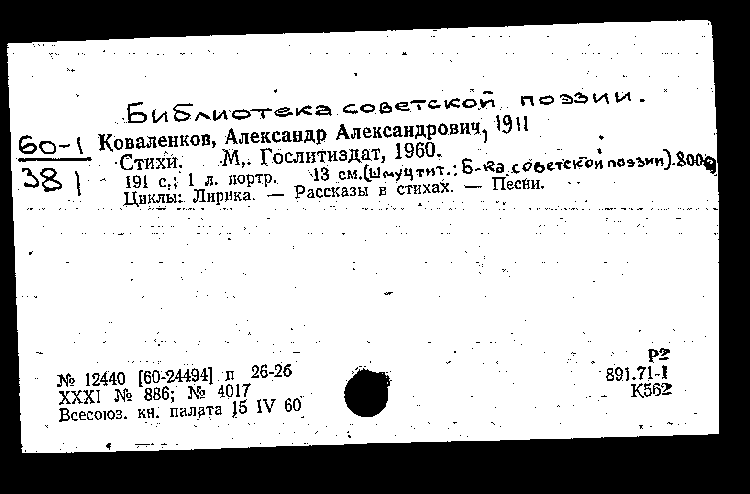 Библиотека советской поэзии.
60-1
381
Коваленков, Александр Александрович, 1911
Стихи. М., Гослитиздат, 1960.
191 с.; 1 л. портр. 13 см. (Шмуцтит.: Б-ка советской поэзии). 8000
Циклы: Лирика. — Рассказы в стихах. — Песни.
№ 12440 [60-24494] п 26-26
XXXI № 886; № 4017
Всесоюз. кн. палата 15 IV 60
Р2
891.71-1
К562